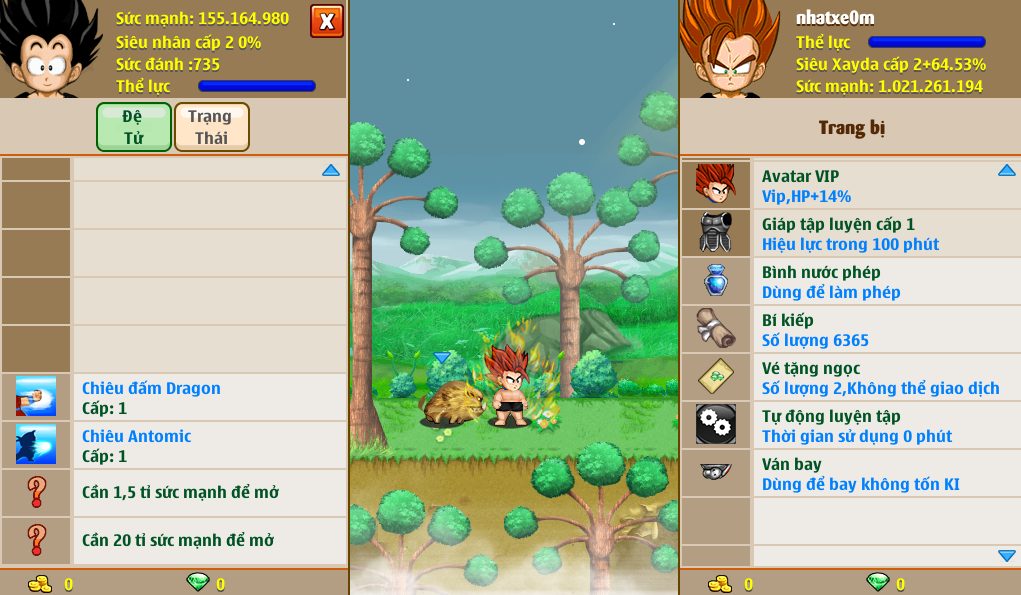 Sức mạnh: 155.164.980
X
Siêu nhân cấp 2 0%
Sức đánh :735
Thể lực
Đệ
Tử
Trạng
Thái
Chiêu đấm Dragon
Cấp: 1
Chiêu Antomic
Cấp: 1
Cần 1,5 tỉ sức mạnh để mở
Cần 20 tỉ sức mạnh để mở
0
0
nhatxe0m
Thể lực
Siêu Xayda cấp 2+64.53%
Sức mạnh: 1.021.261.194
Trang bị
Avatar VIP
Vip,HP+14%
Giáp tập luyện cấp 1
Hiệu lực trong 100 phút
Bình nước phép
Dùng để làm phép
Bí kiếp
Số lượng 6365
Vé tặng ngọc
Số lượng 2,Không thể giao dịch
Tự động luyện tập
Thời gian sử dụng 0 phút
Ván bay
Dùng để bay không tốn KI
0
0